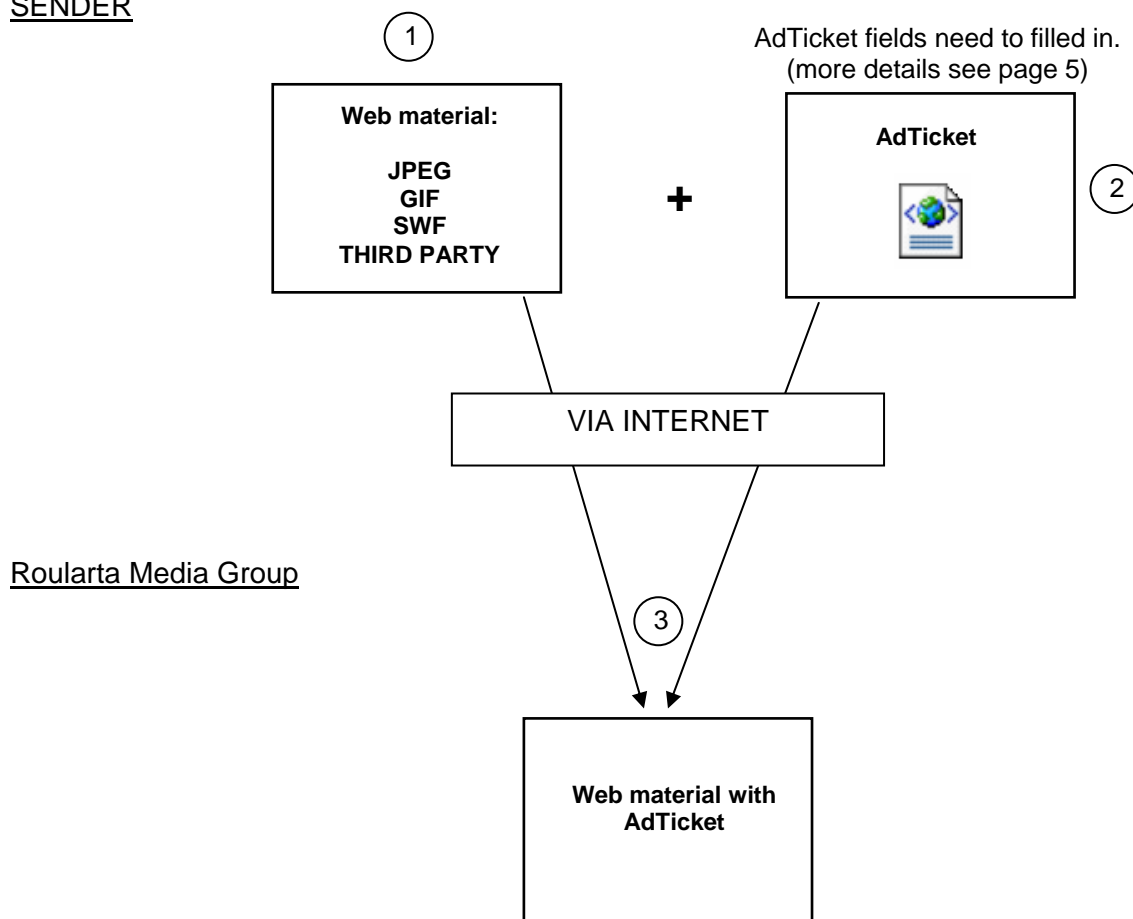 SENDER
1
AdTicket fields need to filled in.
(more details see page 5)
Web material:
JPEG
GIF
SWF
THIRD PARTY
+
AdTicket
2
VIA INTERNET
Roularta Media Group
3
Web material with
AdTicket